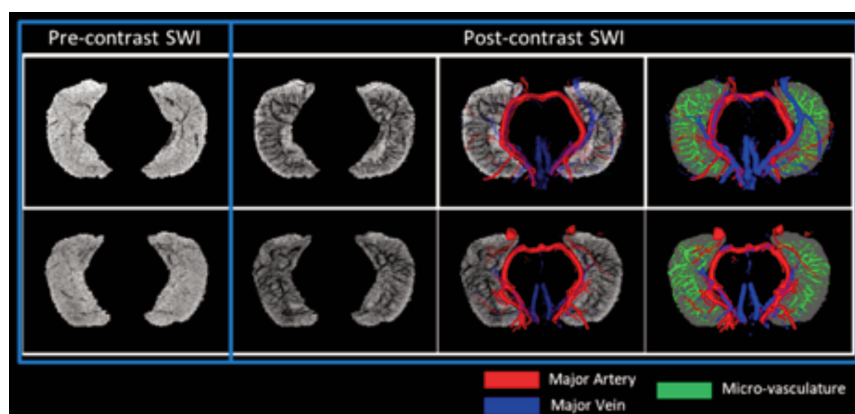 Pre-contrast SWI
Post-contrast SWI
Major Artery
Major Vein
Micro-vasculature